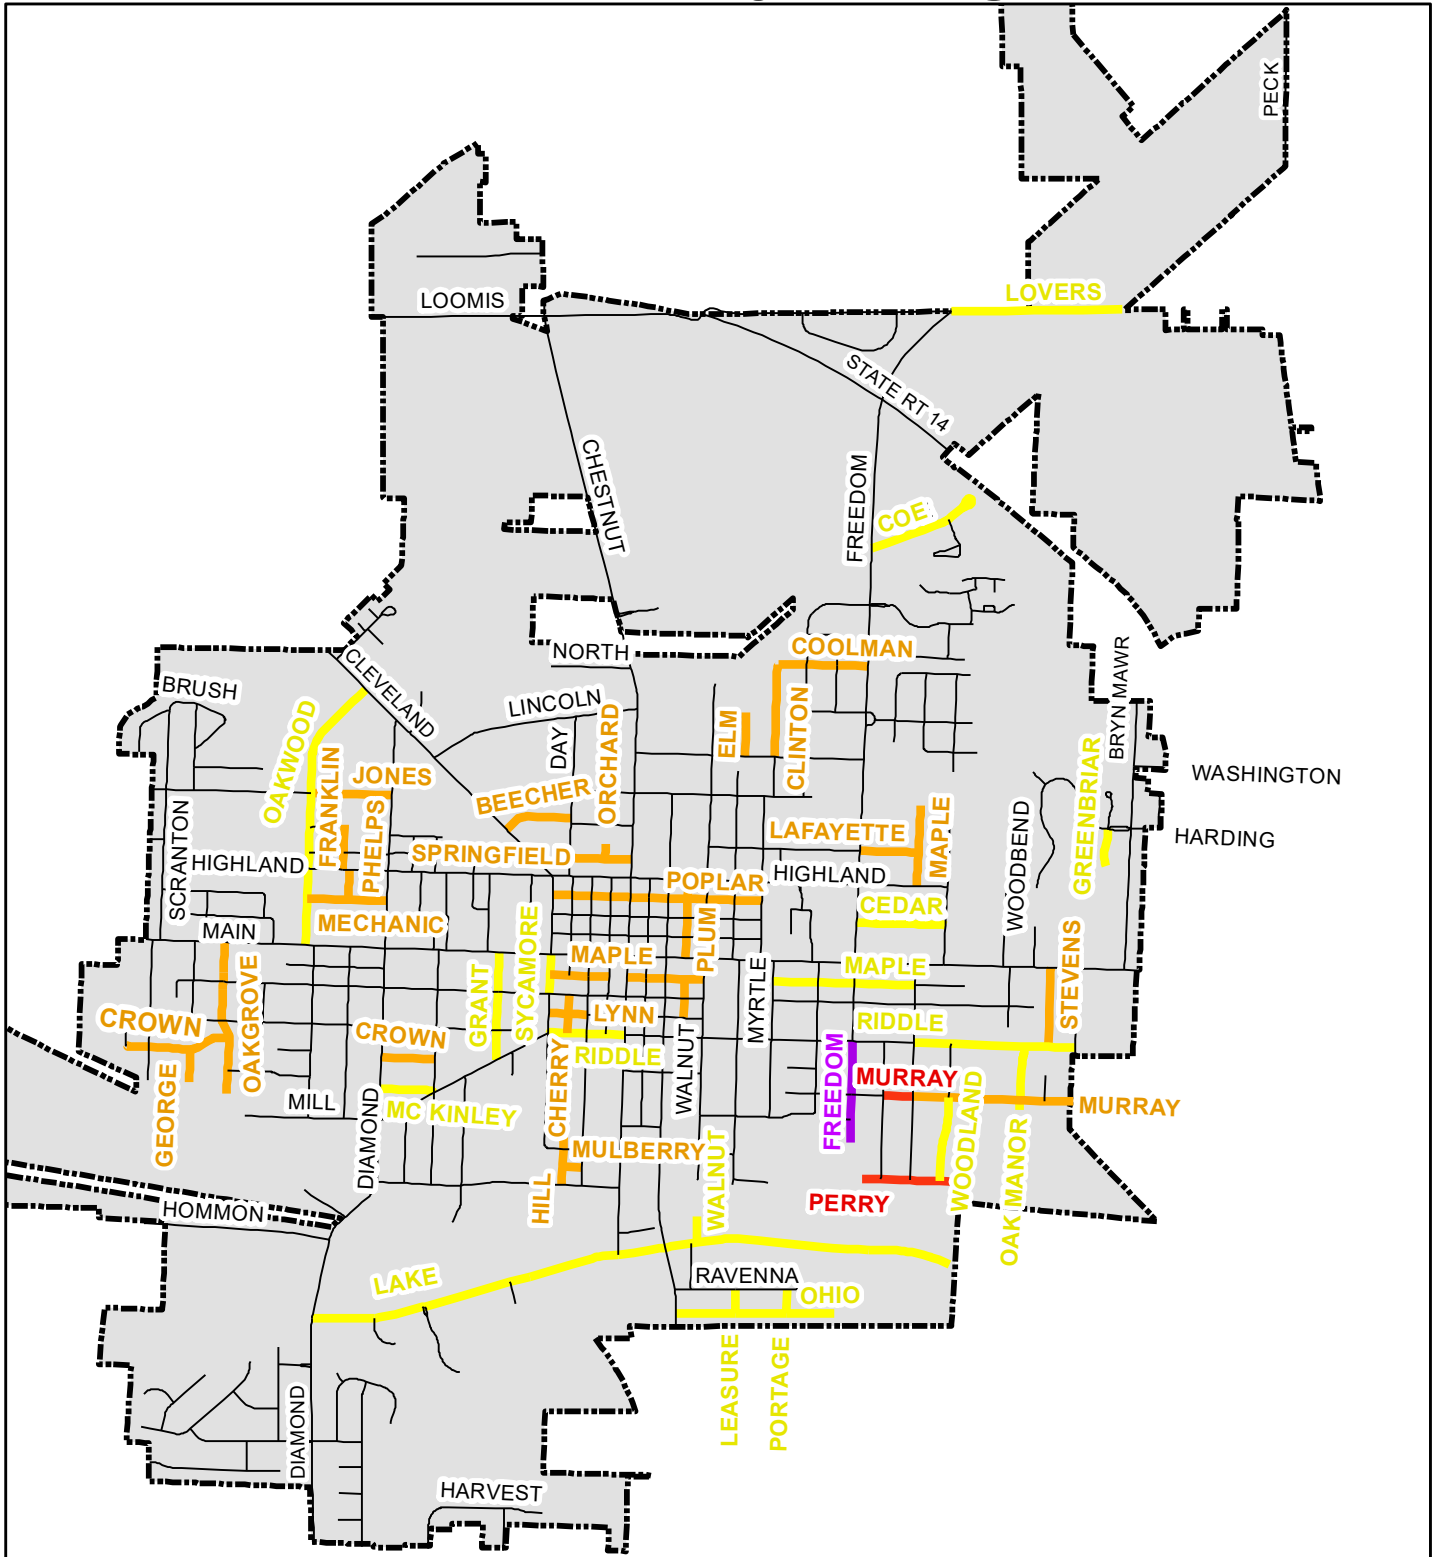 PECK
LOVERS
LOOMIS
STATE RT 14
CHESTNUT
FREEDOM
COE
NORTH
COOLMAN
BRYN MAWR
CLEVELAND
BRUSH
LINCOLN
OAKWOOD
ORCHARD
DAY
ELM
CLINTON
GREENBRIAR
WASHINGTON
FRANKLIN
JONES
PHELPS
BEECHER
SCRANTON
HIGHLAND
SPRINGFIELD
LAFAYETTE
MAPLE
WOODBEND
HARDING
POPLAR
HIGHLAND
CEDAR
MECHANIC
MAIN
SYCAMORE
PLUM
MAPLE
MAPLE
STEVENS
OAKGROVE
GRANT
MYRTLE
CROWN
CROWN
LYNN
RIDDLE
RIDDLE
WALNUT
CHERRY
FREEDOM
MURRAY
MURRAY
GEORGE
MILL
DIAMOND
MC KINLEY
WOODLAND
MULBERRY
WALNUT
OAK MANOR
HILL
PERRY
HOMMON
LAKE
RAVENNA
OHIO
LEASURE
PORTAGE
DIAMOND
HARVEST